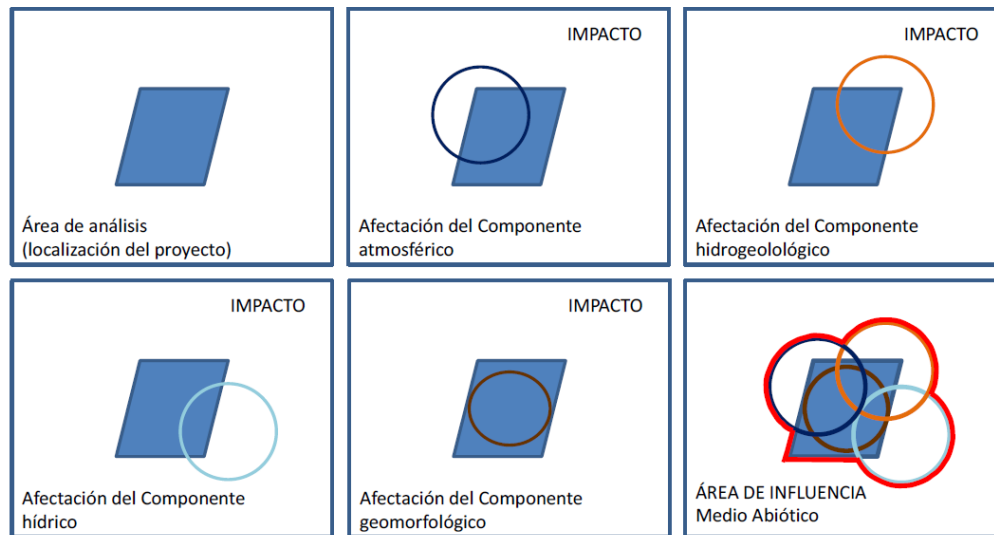 Área de análisis
(localización del proyecto)
IMPACTO
Afectación del Componente
atmosférico
IMPACTO
Afectación del Componente
hidrogeolológico
IMPACTO
Afectación del Componente
hídrico
Afectación del Componente
geomorfológico
IMPACTO
ÁREA DE INFLUENCIA
Medio Abiótico